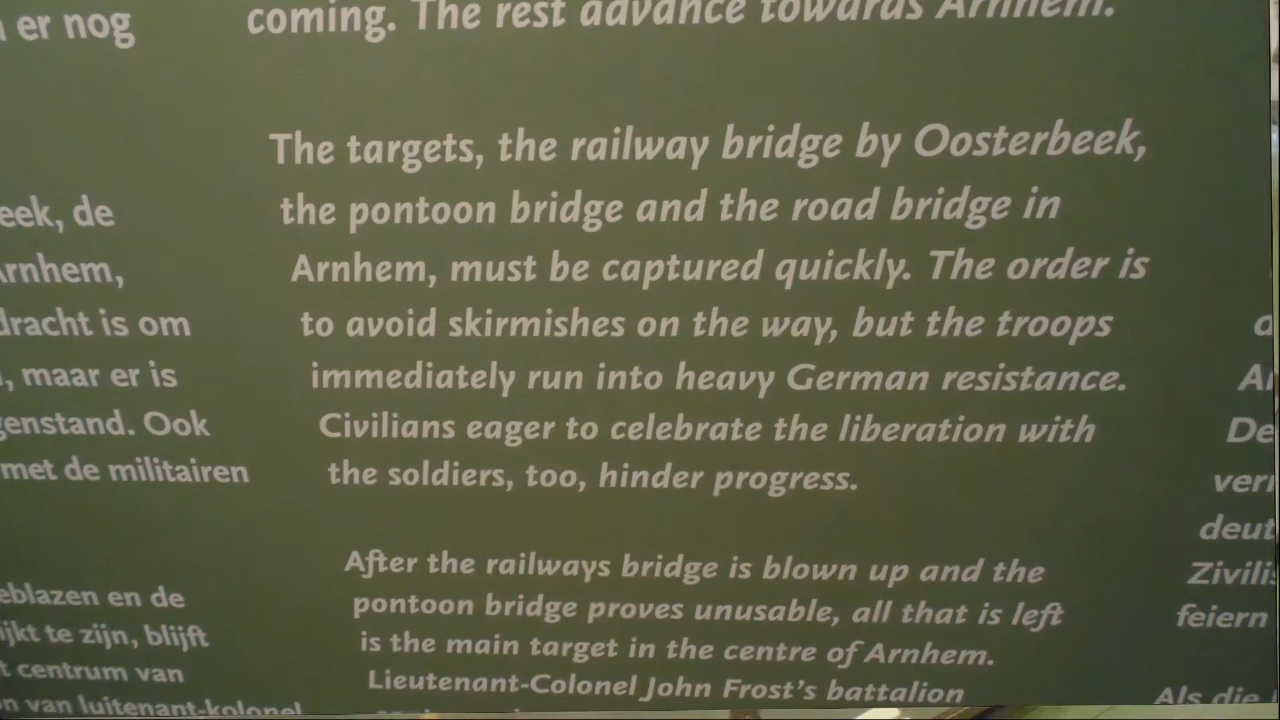 er nog
eek, de
Arnhem,
dracht is om
, maar er is
genstand. Ook
met de militairen
eblazen en de
ijkt te zijn, blijft
t centrum van
n van luitenant-kolonel
coming. The rest advance towards Arnhem.
The targets, the railway bridge by Oosterbeek,
the pontoon bridge and the road bridge in
Arnhem, must be captured quickly. The order is
to avoid skirmishes on the way, but the troops
immediately run into heavy German resistance.
Civilians eager to celebrate the liberation with
the soldiers, too, hinder progress.
After the railways bridge is blown up and the
pontoon bridge proves unusable, all that is left
is the main target in the centre of Arnhem.
Lieutenant-Colonel John Frost's battalion
d
Ar
De
verr
deut
Zivilis
feiern
Als die